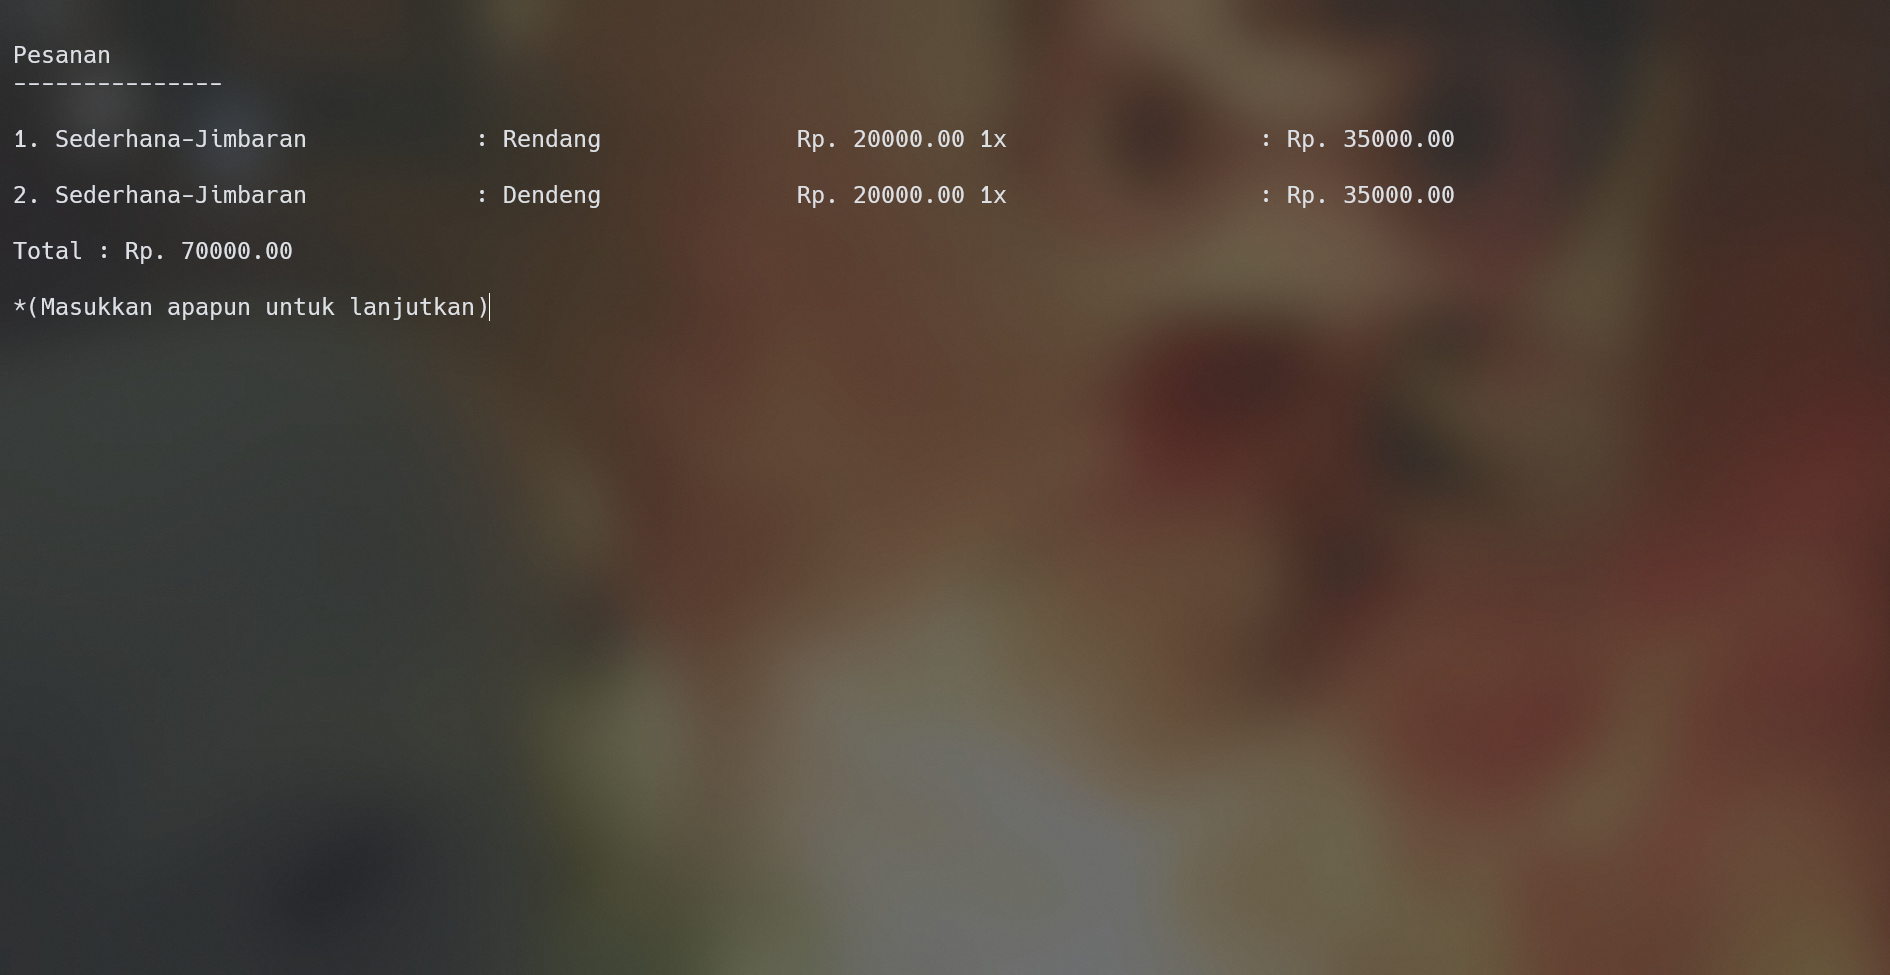 Pesanan
---------------
1. Sederhana-Jimbaran : Rendang Rp. 20000.00 1x : Rp. 35000.00
2. Sederhana-Jimbaran : Dendeng Rp. 20000.00 1x : Rp. 35000.00
Total : Rp. 70000.00
*(Masukkan apapun untuk lanjutkan)